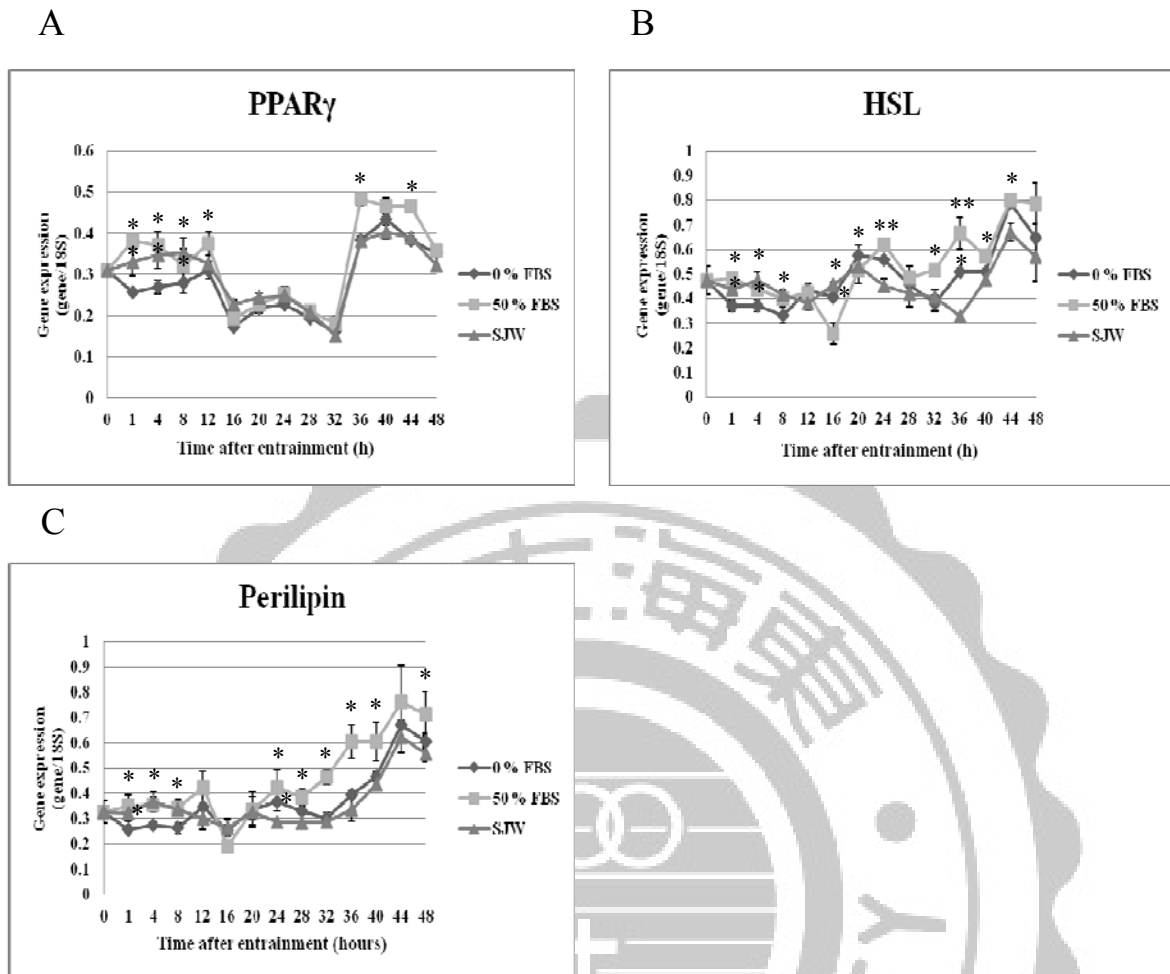 A
B
PPARγ
Gene expression
(gene/18S)
0.6
0.5
0.4
0.3
0.2
0.1
0
* * * * * * * * *
0 1 4 8 12 16 20 24 28 32 36 40 44 48
Time after entrainment (h)
0 % FBS
50 % FBS
SJW
HSL
Gene expression
(gene/18S)
1
0.9
0.8
0.7
0.6
0.5
0.4
0.3
0.2
0.1
0
* * * * * * * * ** * ** * * *
0 1 4 8 12 16 20 24 28 32 36 40 44 48
Time after entrainment (h)
0 % FBS
50 % FBS
SJW
C
Perilipin
Gene expression
(gene/18S)
1
0.9
0.8
0.7
0.6
0.5
0.4
0.3
0.2
0.1
0
* * * * * * * * * * *
0 1 4 8 12 16 20 24 28 32 36 40 44 48
Time after entrainment (hours)
0 % FBS
50 % FBS
SJW
Y